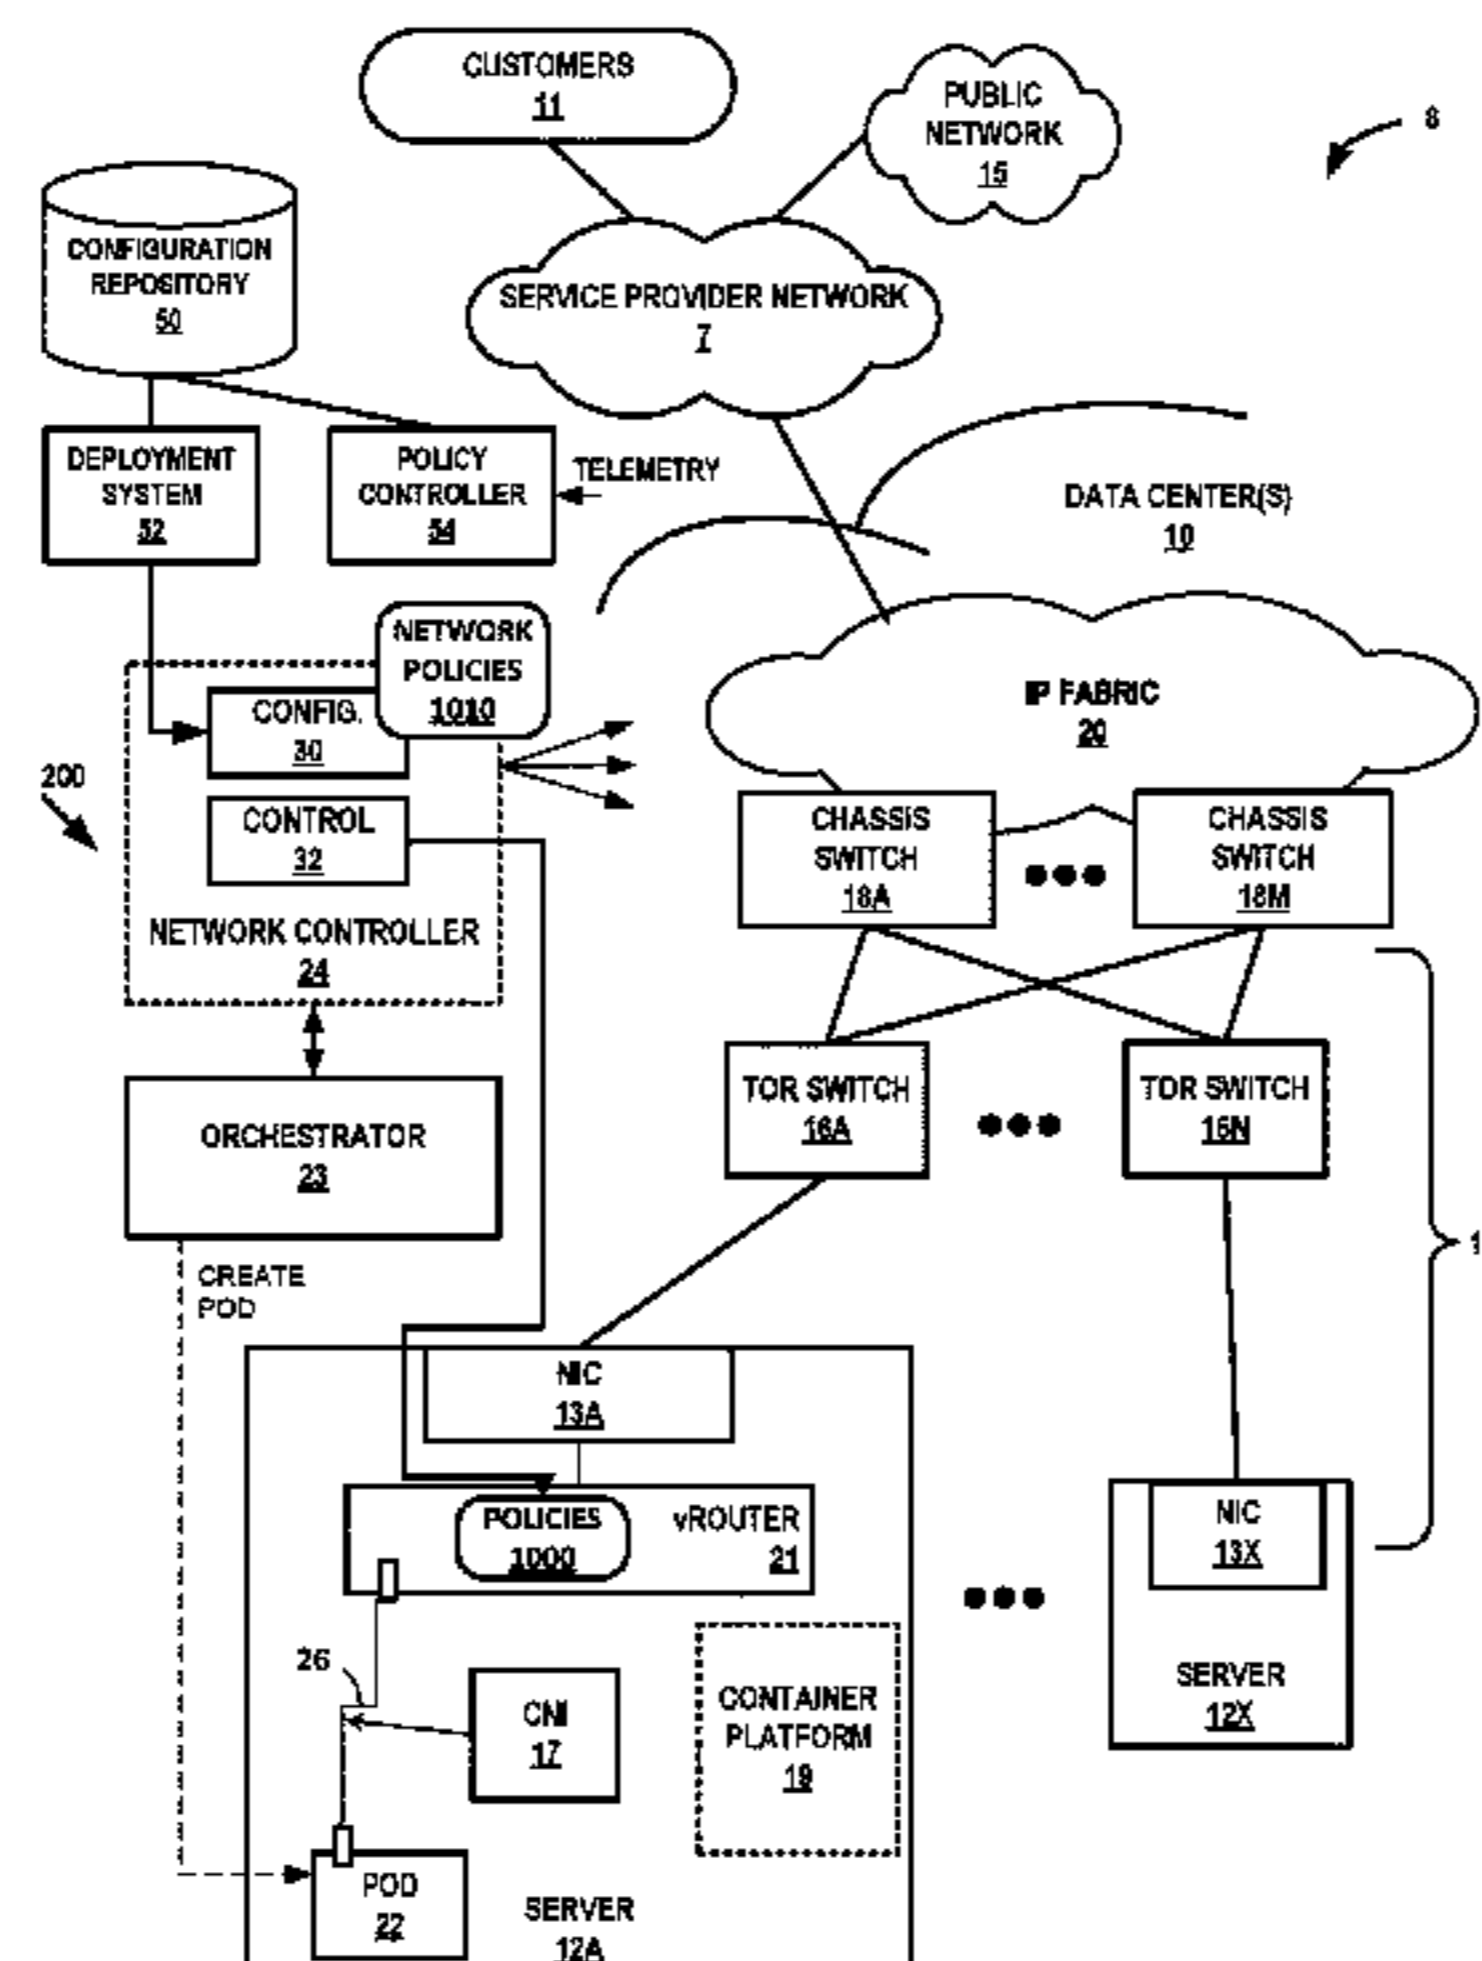 CUSTOMERS
11
PUBLIC
NETWORK
15
8
CONFIGURATION
REPOSITORY
50
SERVICE PROVIDER NETWORK
7
DEPLOYMENT
SYSTEM
52
POLICY
CONTROLLER
54
TELEMETRY
DATA CENTER(S)
10
NETWORK
POLICIES
1010
CONFIG.
30
IP FABRIC
20
200
CONTROL
32
CHASSIS
SWITCH
18A
CHASSIS
SWITCH
18M
NETWORK CONTROLLER
24
TOR SWITCH
16A
TOR SWITCH
16N
ORCHESTRATOR
23
1
CREATE
POD
NIC
13A
POLICIES
1000
vROUTER
21
NIC
13X
SERVER
12X
26
CNI
17
CONTAINER
PLATFORM
19
POD
22
SERVER
12A